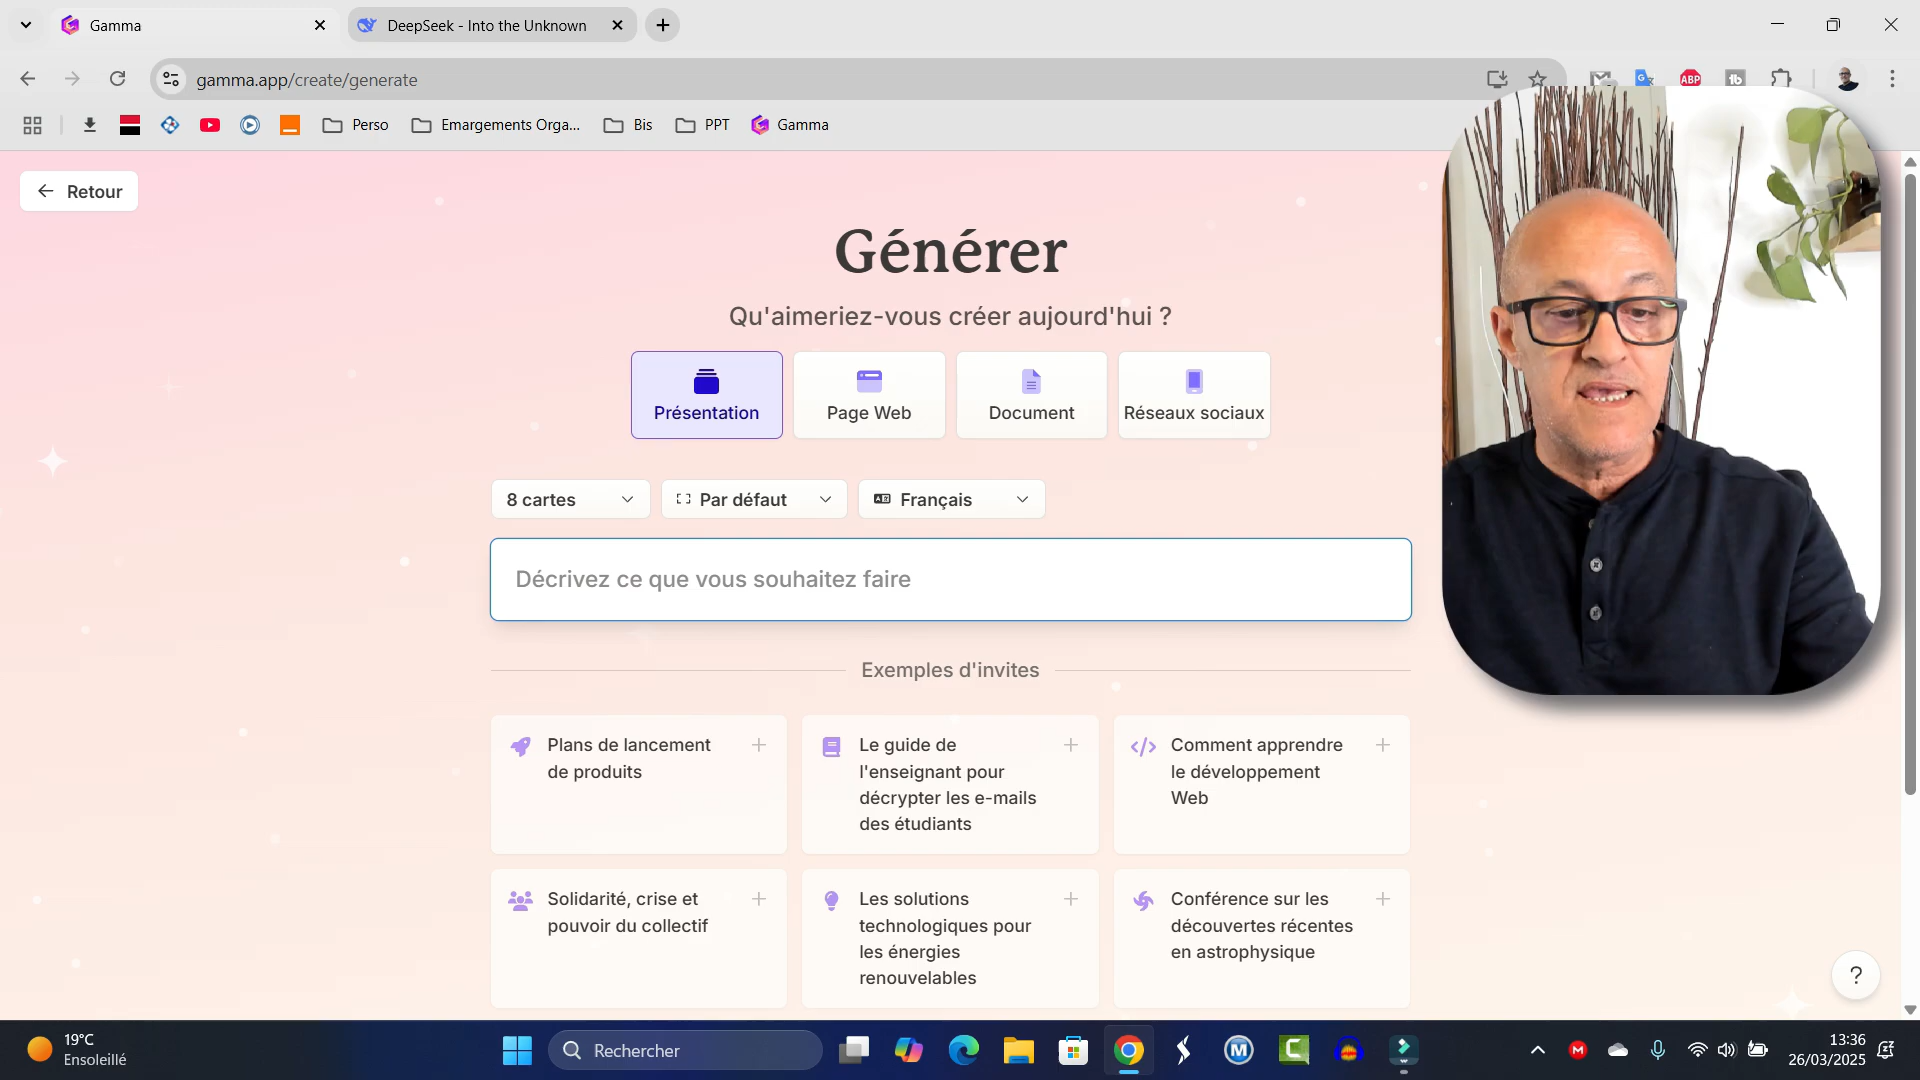 Gamma
DeepSeek - Into the Unknown
gamma.app/create/generate
Perso
Emargements Orga...
Bis
PPT
Gamma
ABP
Retour
Générer
Qu'aimeriez-vous créer aujourd'hui ?
Présentation
Page Web
Document
Réseaux sociaux
8 cartes
Par défaut
Français
Décrivez ce que vous souhaitez faire
Exemples d'invites
Plans de lancement
de produits
Le guide de
l'enseignant pour
décrypter les e-mails
des étudiants
Comment apprendre
le développement
Web
Solidarité, crise et
pouvoir du collectif
Les solutions
technologiques pour
les énergies
renouvelables
Conférence sur les
découvertes récentes
en astrophysique
?
19°C
Ensoleillé
Rechercher
13:36
26/03/2025